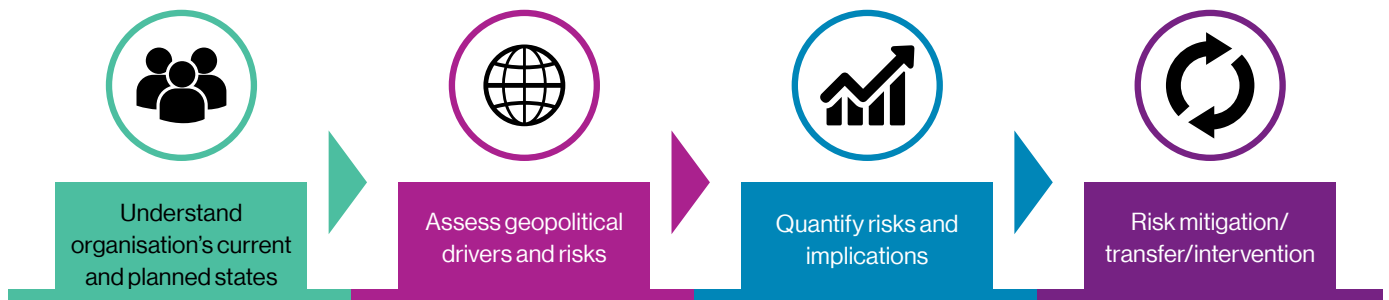 Understand
organisation’s current
and planned states
Assess geopolitical
drivers and risks
Quantify risks and
implications
Risk mitigation/
transfer/intervention